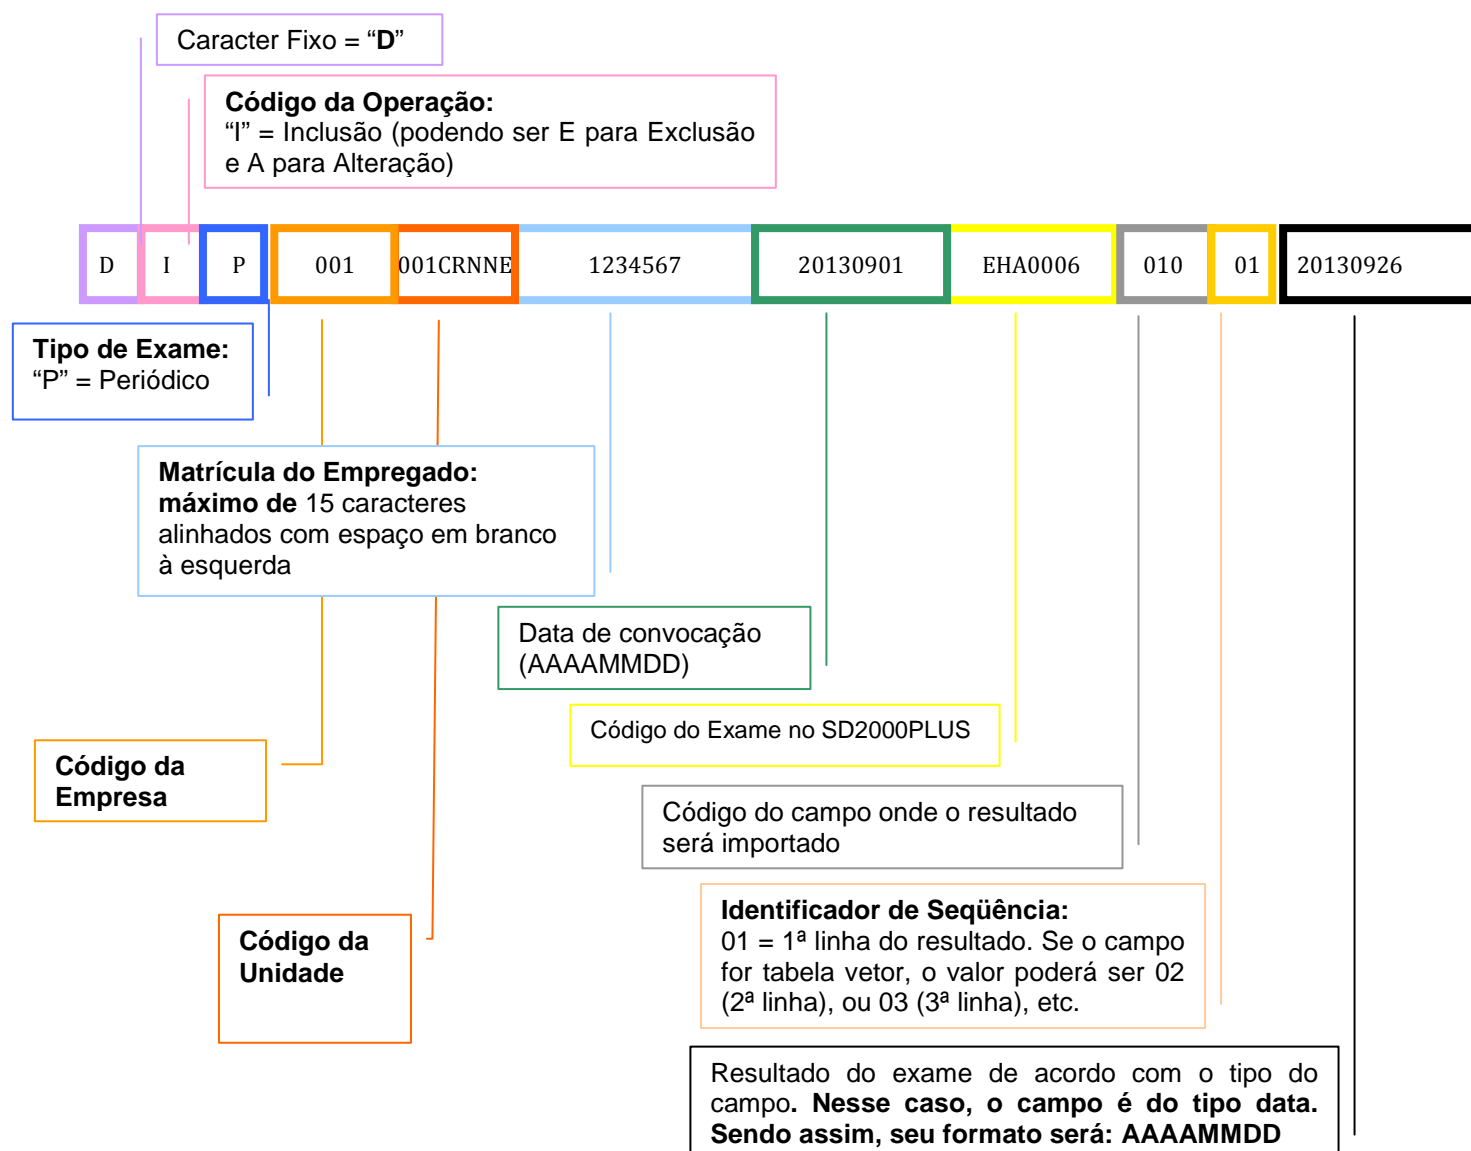 Caracter Fixo = “D”
Código da Operação:
“I” = Inclusão (podendo ser E para Exclusão
e A para Alteração)
D I P 001 001CRNNE 1234567 20130901 EHA0006 010 01 20130926
Tipo de Exame:
“P” = Periódico
Matrícula do Empregado:
máximo de 15 caracteres
alinhados com espaço em branco
à esquerda
Data de convocação
(AAAAMMDD)
Código do Exame no SD2000PLUS
Código da
Empresa
Código do campo onde o resultado
será importado
Identificador de Seqüência:
01 = 1ª linha do resultado. Se o campo
for tabela vetor, o valor poderá ser 02
(2ª linha), ou 03 (3ª linha), etc.
Código da
Unidade
Resultado do exame de acordo com o tipo do
campo. Nesse caso, o campo é do tipo data.
Sendo assim, seu formato será: AAAAMMDD